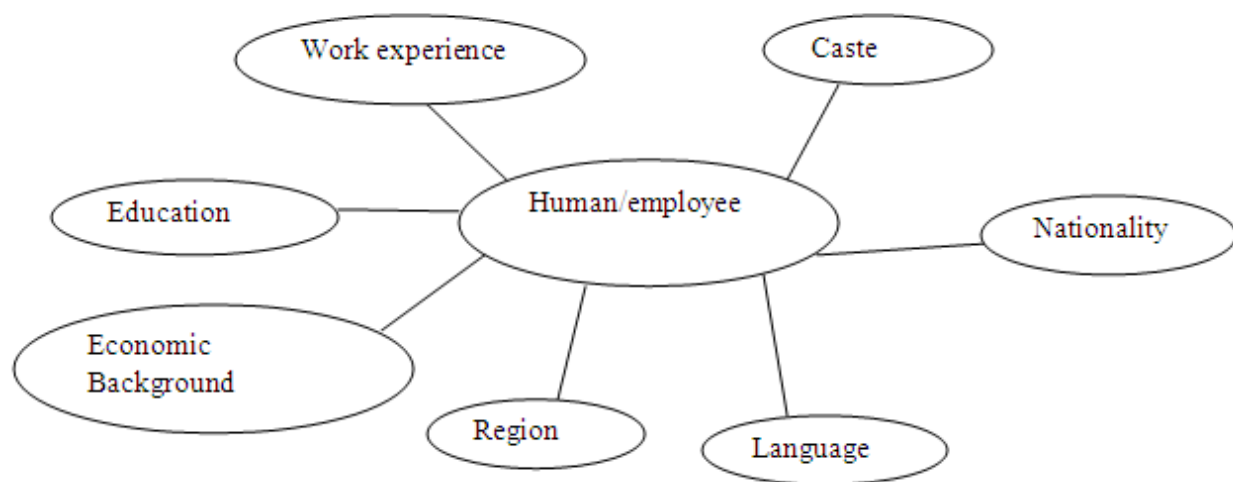 Work experience
Caste
Human/employee
Education
Nationality
Economic
Background
Region
Language